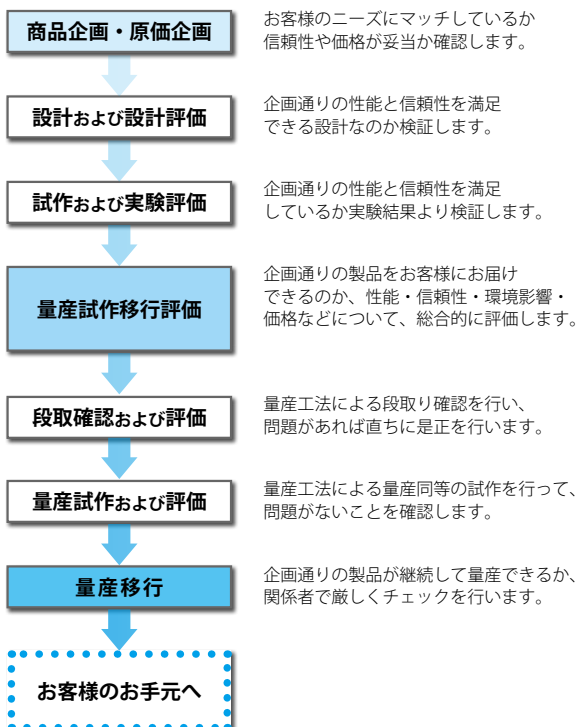 商品企画・原価企画
お客様のニーズにマッチしているか
信頼性や価格が妥当か確認します。
設計および設計評価
企画通りの性能と信頼性を満足
できる設計なのか検証します。
試作および実験評価
企画通りの性能と信頼性を満足
しているか実験結果より検証します。
量産試作移行評価
企画通りの製品をお客様にお届け
できるのか、性能・信頼性・環境影響・
価格などについて、総合的に評価します。
段取確認および評価
量産工法による段取り確認を行い、
問題があれば直ちに是正を行います。
量産試作および評価
量産工法による量産同等の試作を行って、
問題がないことを確認します。
量産移行
企画通りの製品が継続して量産できるか、
関係者で厳しくチェックを行います。
お客様のお手元へ